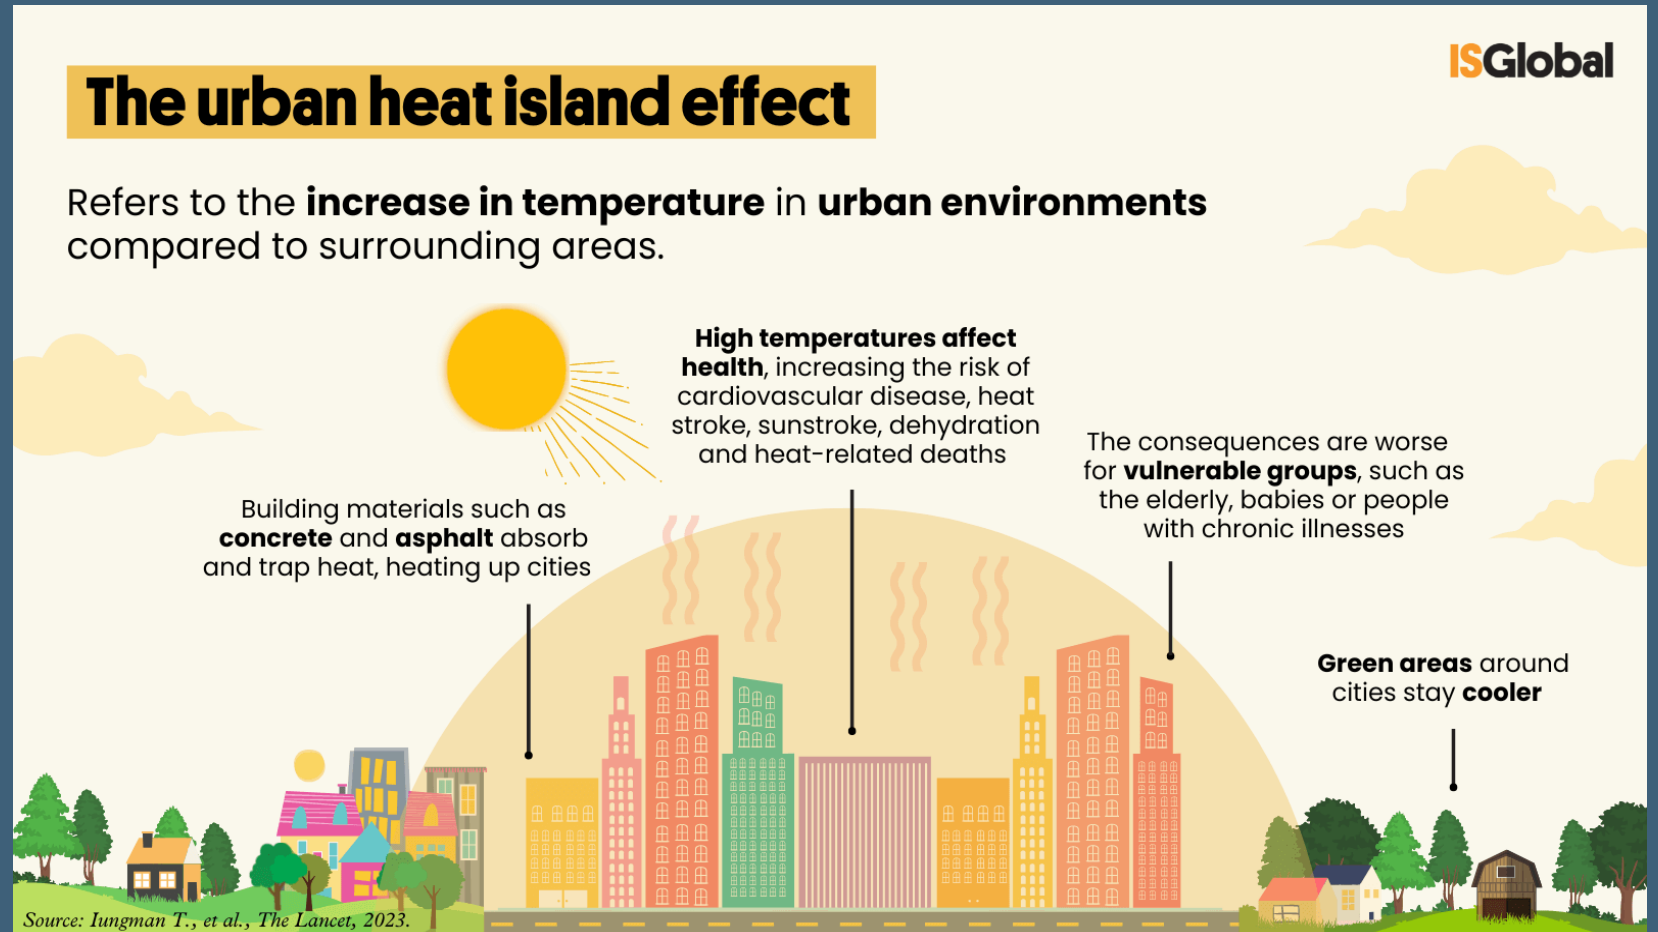 ISGlobal
The urban heat island effect
Refers to the increase in temperature in urban environments
compared to surrounding areas.
High temperatures affect
health, increasing the risk of
cardiovascular disease, heat
stroke, sunstroke, dehydration
and heat-related deaths
The consequences are worse
for vulnerable groups, such as
the elderly, babies or people
with chronic illnesses
Building materials such as
concrete and asphalt absorb
and trap heat, heating up cities
Green areas around
cities stay cooler
Source: Iungman T., et al., The Lancet, 2023.